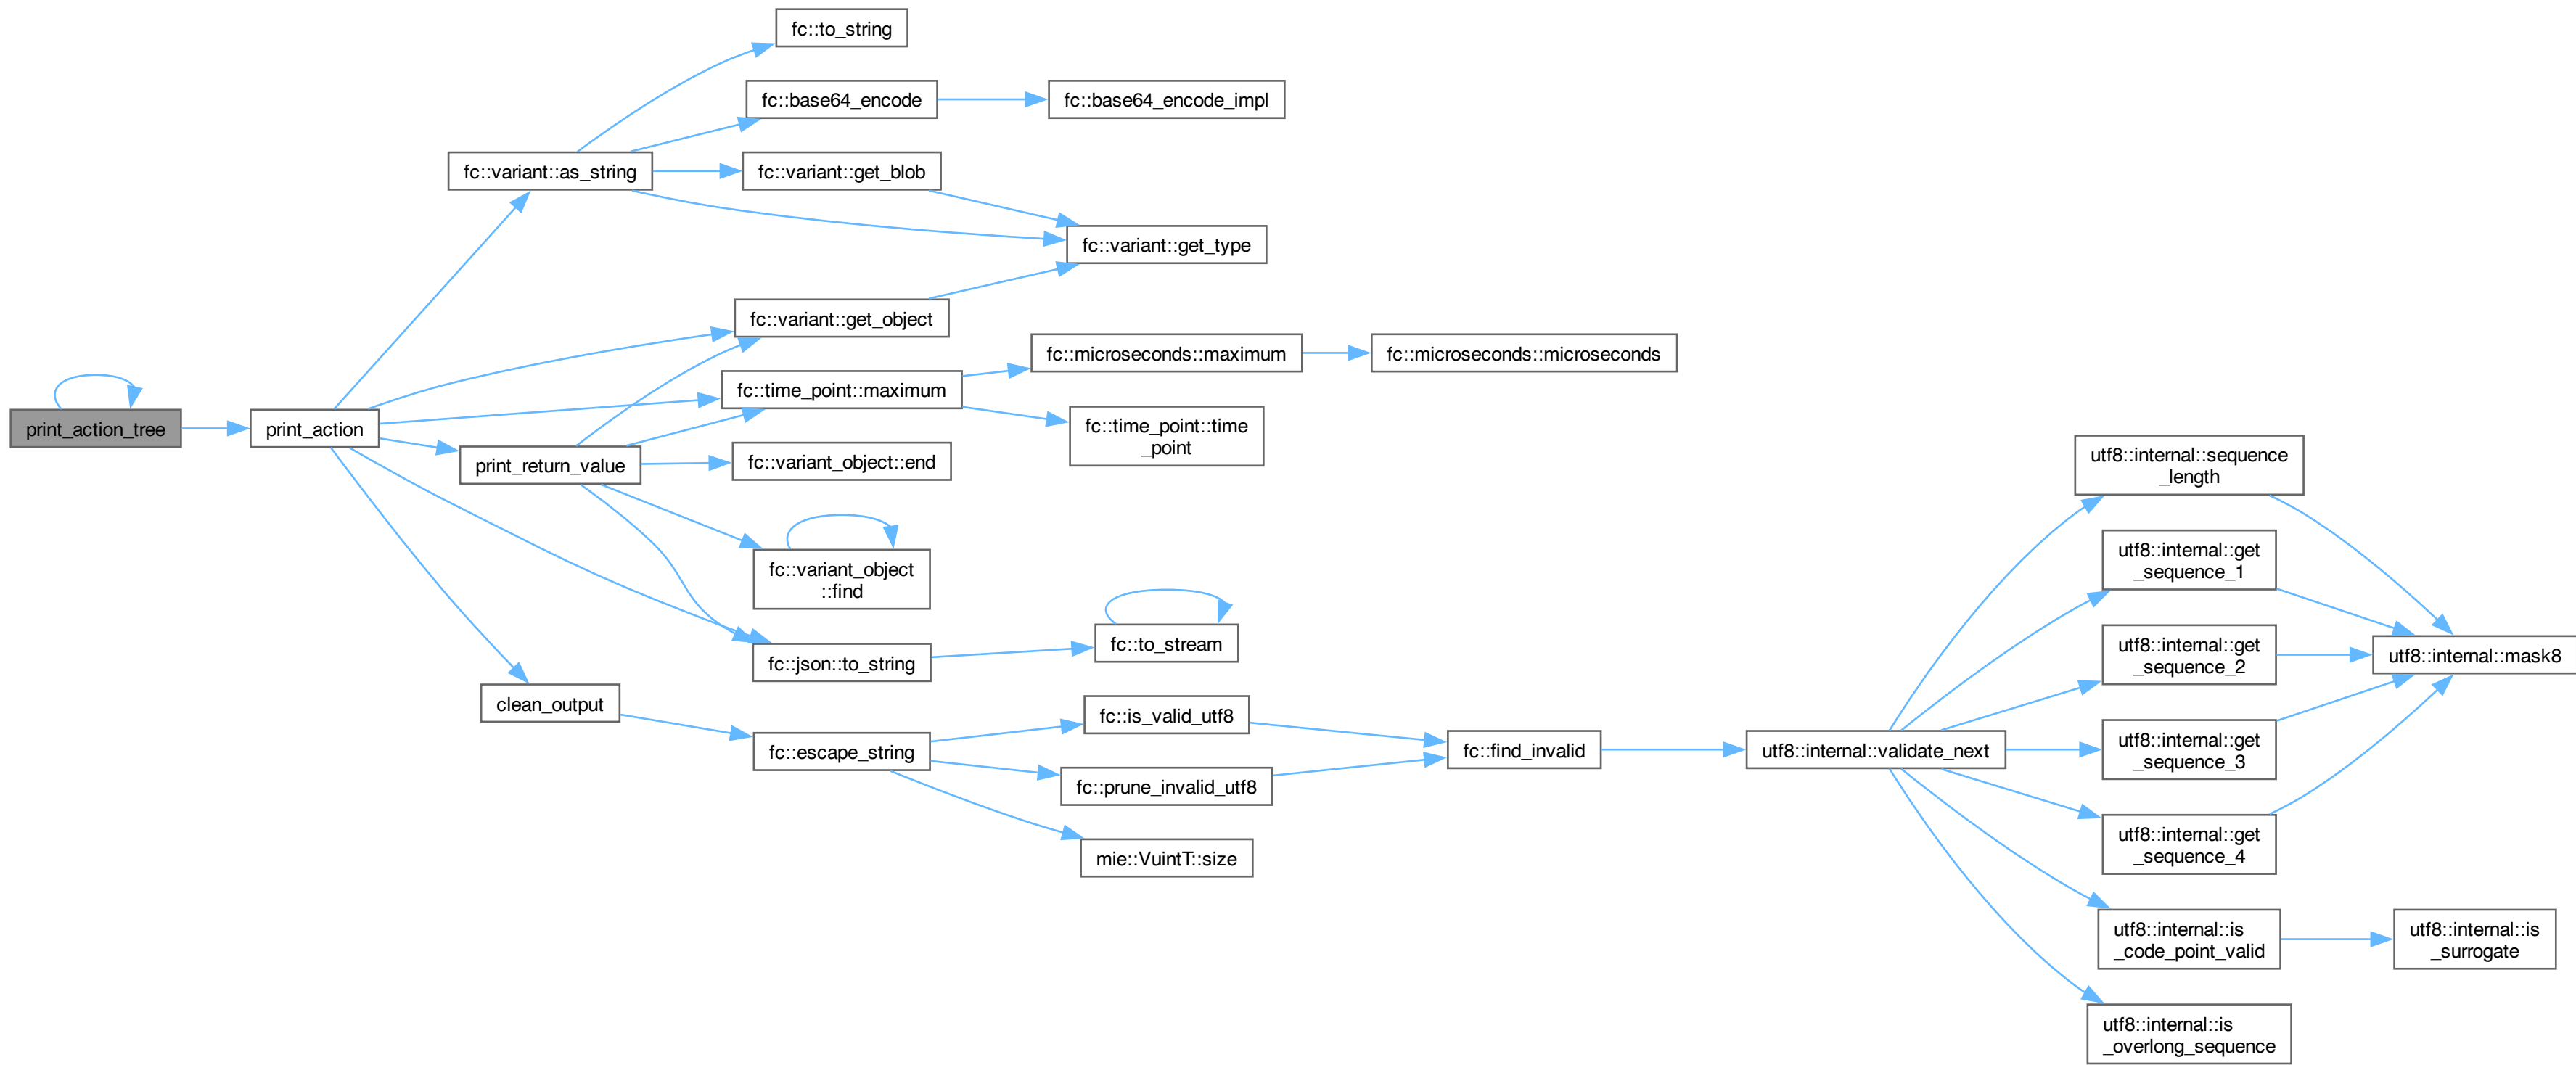 fc::to_string
fc::base64_encode
fc::base64_encode_impl
fc::variant::as_string
fc::variant::get_blob
fc::variant::get_type
fc::variant::get_object
fc::microseconds::maximum
fc::microseconds::microseconds
fc::time_point::maximum
print_action_tree
print_action
fc::time_point::time
_point
print_return_value
fc::variant_object::end
utf8::internal::sequence
_length
fc::variant_object
::find
utf8::internal::get
_sequence_1
fc::to_stream
fc::json::to_string
utf8::internal::get
_sequence_2
utf8::internal::mask8
clean_output
fc::is_valid_utf8
fc::escape_string
fc::find_invalid
utf8::internal::validate_next
utf8::internal::get
_sequence_3
fc::prune_invalid_utf8
mie::VuintT::size
utf8::internal::get
_sequence_4
utf8::internal::is
_code_point_valid
utf8::internal::is
_surrogate
utf8::internal::is
_overlong_sequence